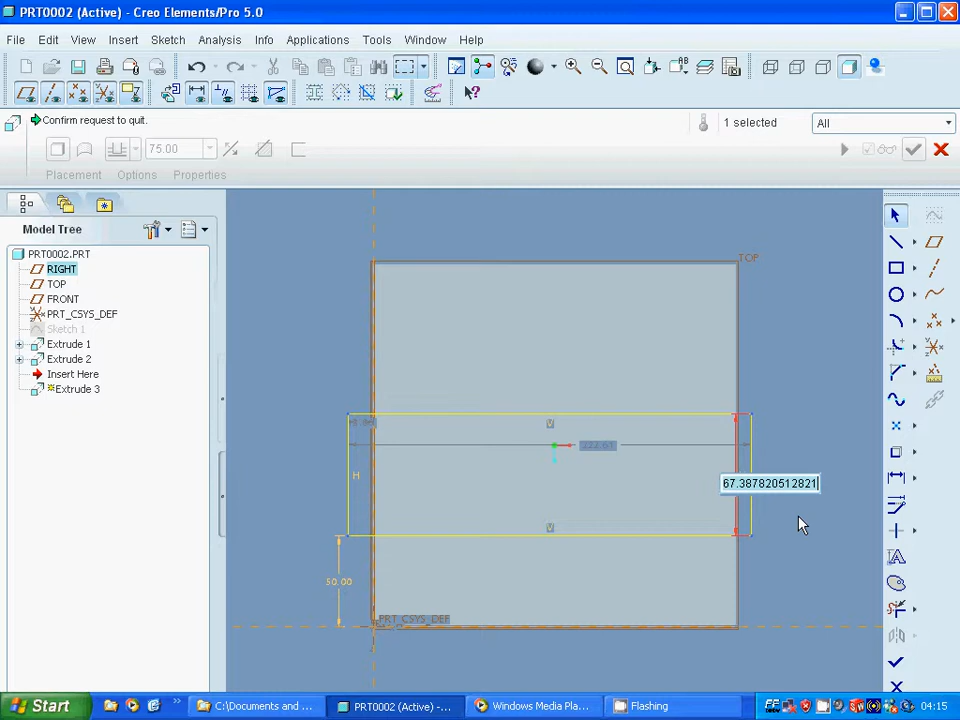 PRT0002 (Active) - Creo Elements/Pro 5.0
File Edit View Insert Sketch Analysis Info Applications Tools Window Help
Confirm request to quit.
1 selected
All
75.00
Placement Options Properties
Model Tree
PRT0002.PRT
RIGHT
TOP
FRONT
PRT_CSYS_DEF
Sketch 1
Extrude 1
Extrude 2
Insert Here
*Extrude 3
TOP
V
H
67.387820512821
V
50.00
PRT_CSYS_DEF
Start
C:\Documents and ...
PRT0002 (Active) -...
Windows Media Pla...
Flashing
04:15